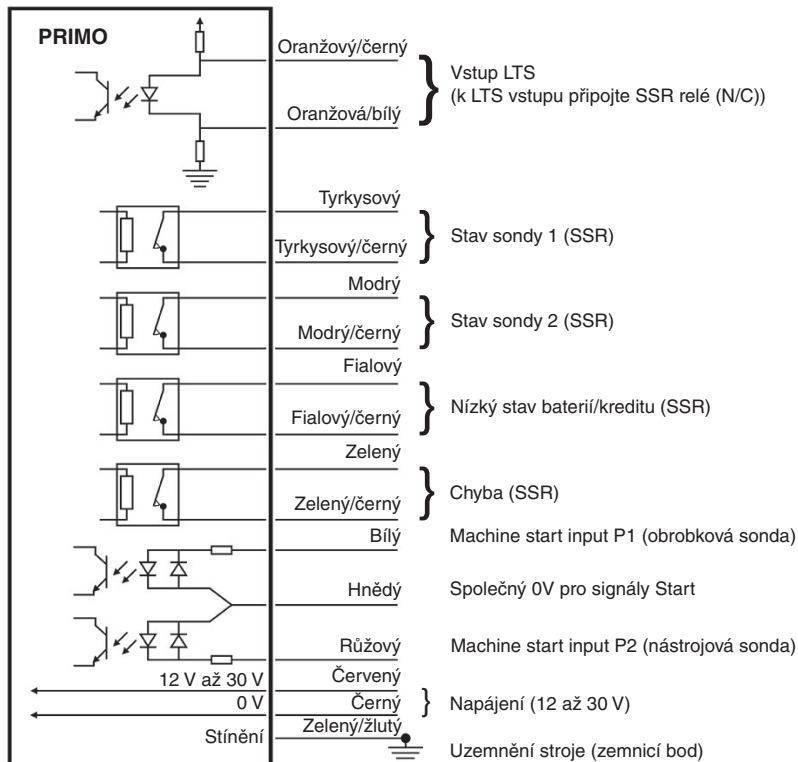 PRIMO
Oranžový/černý
Vstup LTS
(k LTS vstupu připojte SSR relé (N/C))
Oranžová/bílý
Tyrkysový
Tyrkysový/černý
Stav sondy 1 (SSR)
Modrý
Modrý/černý
Stav sondy 2 (SSR)
Fialový
Fialový/černý
Nízký stav baterií/kreditu (SSR)
Zelený
Zelený/černý
Chyba (SSR)
Bílý
Machine start input P1 (obrobková sonda)
Hnědý
Společný 0V pro signály Start
Růžový
Machine start input P2 (nástrojová sonda)
12 V až 30 V
Červený
0 V
Černý
Napájení (12 až 30 V)
Stínění
Zelený/žlutý
Uzemnění stroje (zemnicí bod)